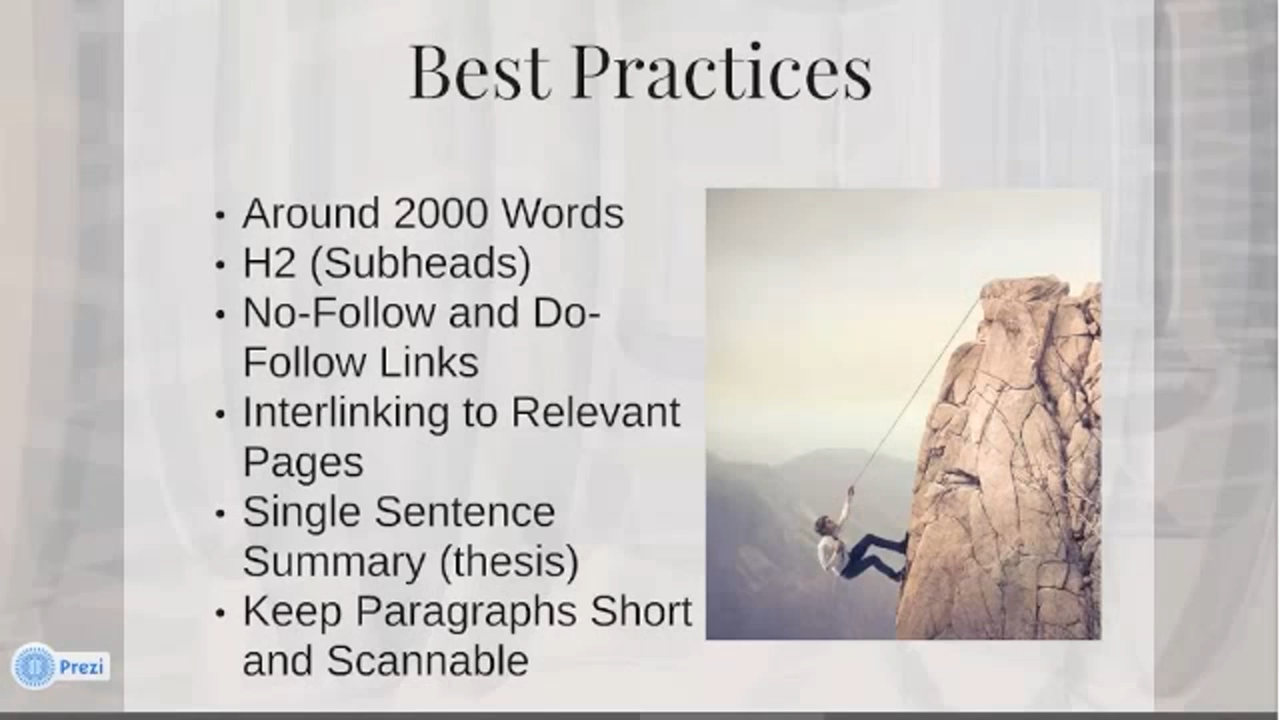 Best Practices
• Around 2000 Words
• H2 (Subheads)
• No-Follow and Do-
Follow Links
• Interlinking to Relevant
Pages
• Single Sentence
Summary (thesis)
• Keep Paragraphs Short
and Scannable
Prezi